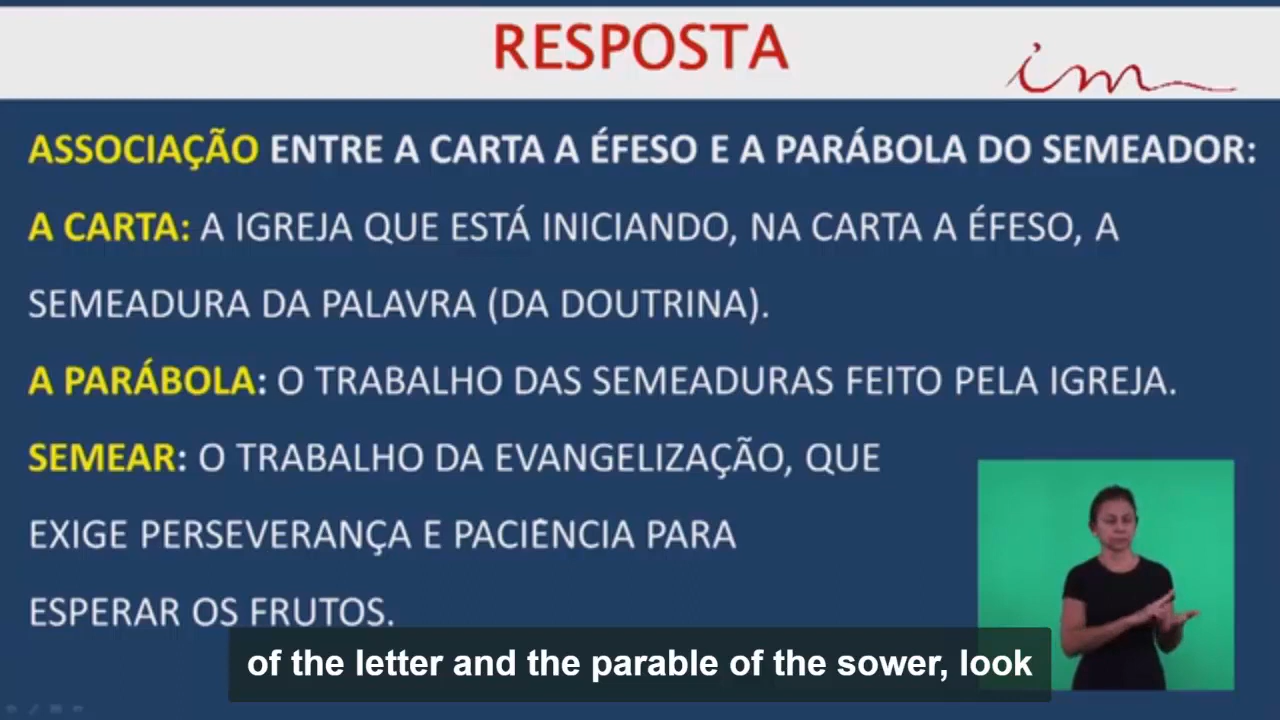 RESPOSTA
im
ASSOCIAÇÃO ENTRE A CARTA A ÉFESO E A PARÁBOLA DO SEMEADOR:
A CARTA: A IGREJA QUE ESTÁ INICIANDO, NA CARTA A ÉFESO, A
SEMEADURA DA PALAVRA (DA DOUTRINA).
A PARÁBOLA: O TRABALHO DAS SEMEADURAS FEITO PELA IGREJA.
SEMEAR: O TRABALHO DA EVANGELIZAÇÃO, QUE
EXIGE PERSEVERANÇA E PACIÊNCIA PARA
ESPERAR OS FRUTOS.
of the letter and the parable of the sower, look